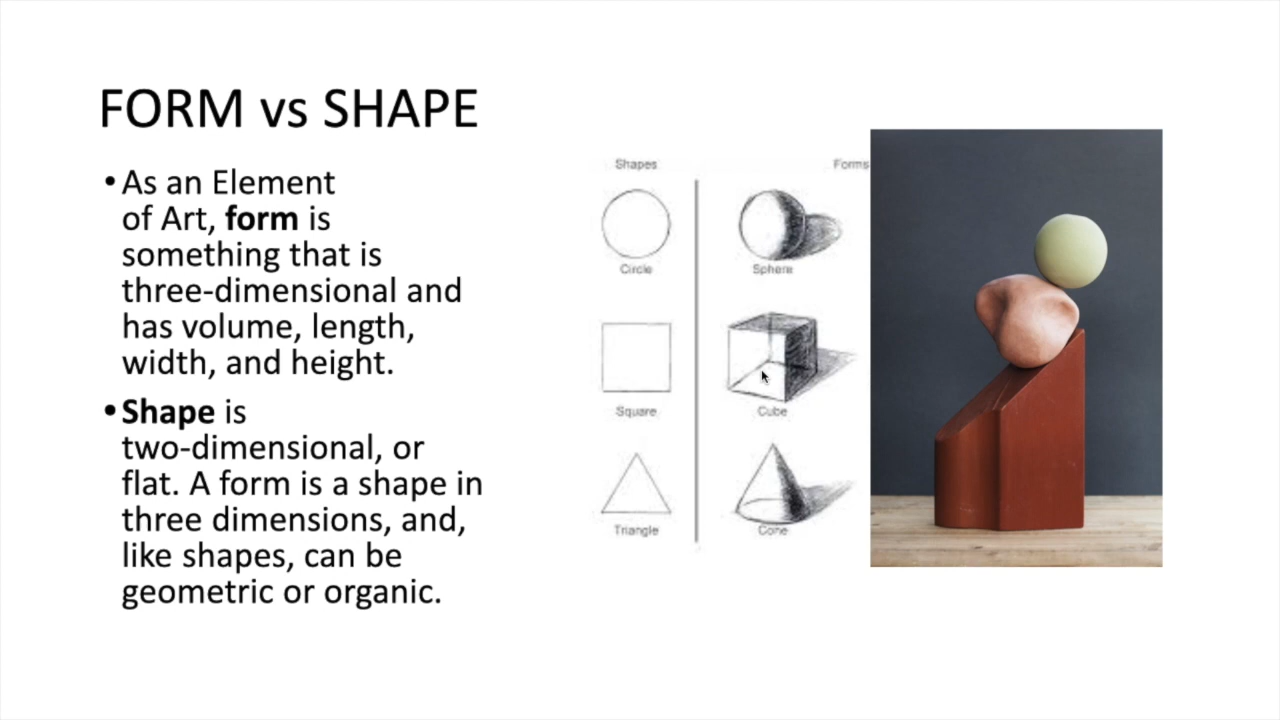 FORM vs SHAPE
• As an Element
of Art, form is
something that is
three-dimensional and
has volume, length,
width, and height.
• Shape is
two-dimensional, or
flat. A form is a shape in
three dimensions, and,
like shapes, can be
geometric or organic.
Shapes
Forms
Circle
Sphere
Square
Cube
Triangle
Cone